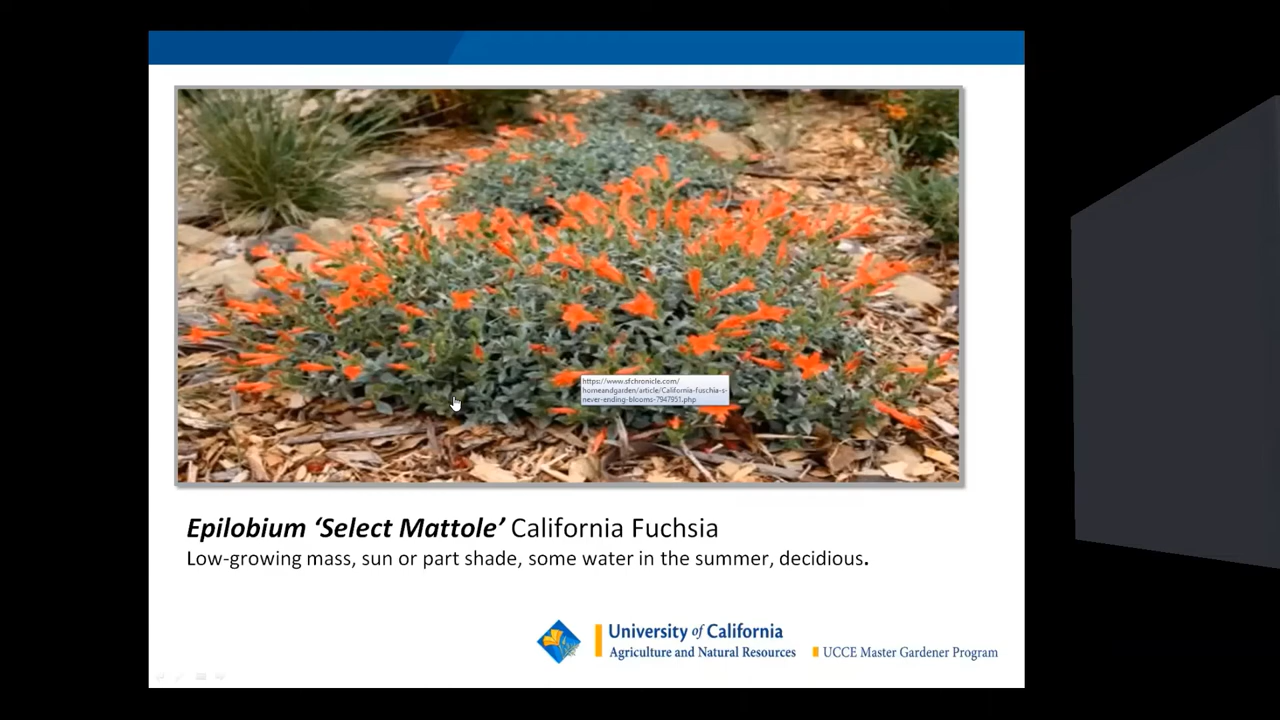 https://www.sfchronicle.com/
homeandgarden/article/California-fuschia-s-
never-ending-blooms-7947951.php
Epilobium ‘Select Mattole’ California Fuchsia
Low-growing mass, sun or part shade, some water in the summer, decidious.
University of California
Agriculture and Natural Resources
UCCE Master Gardener Program